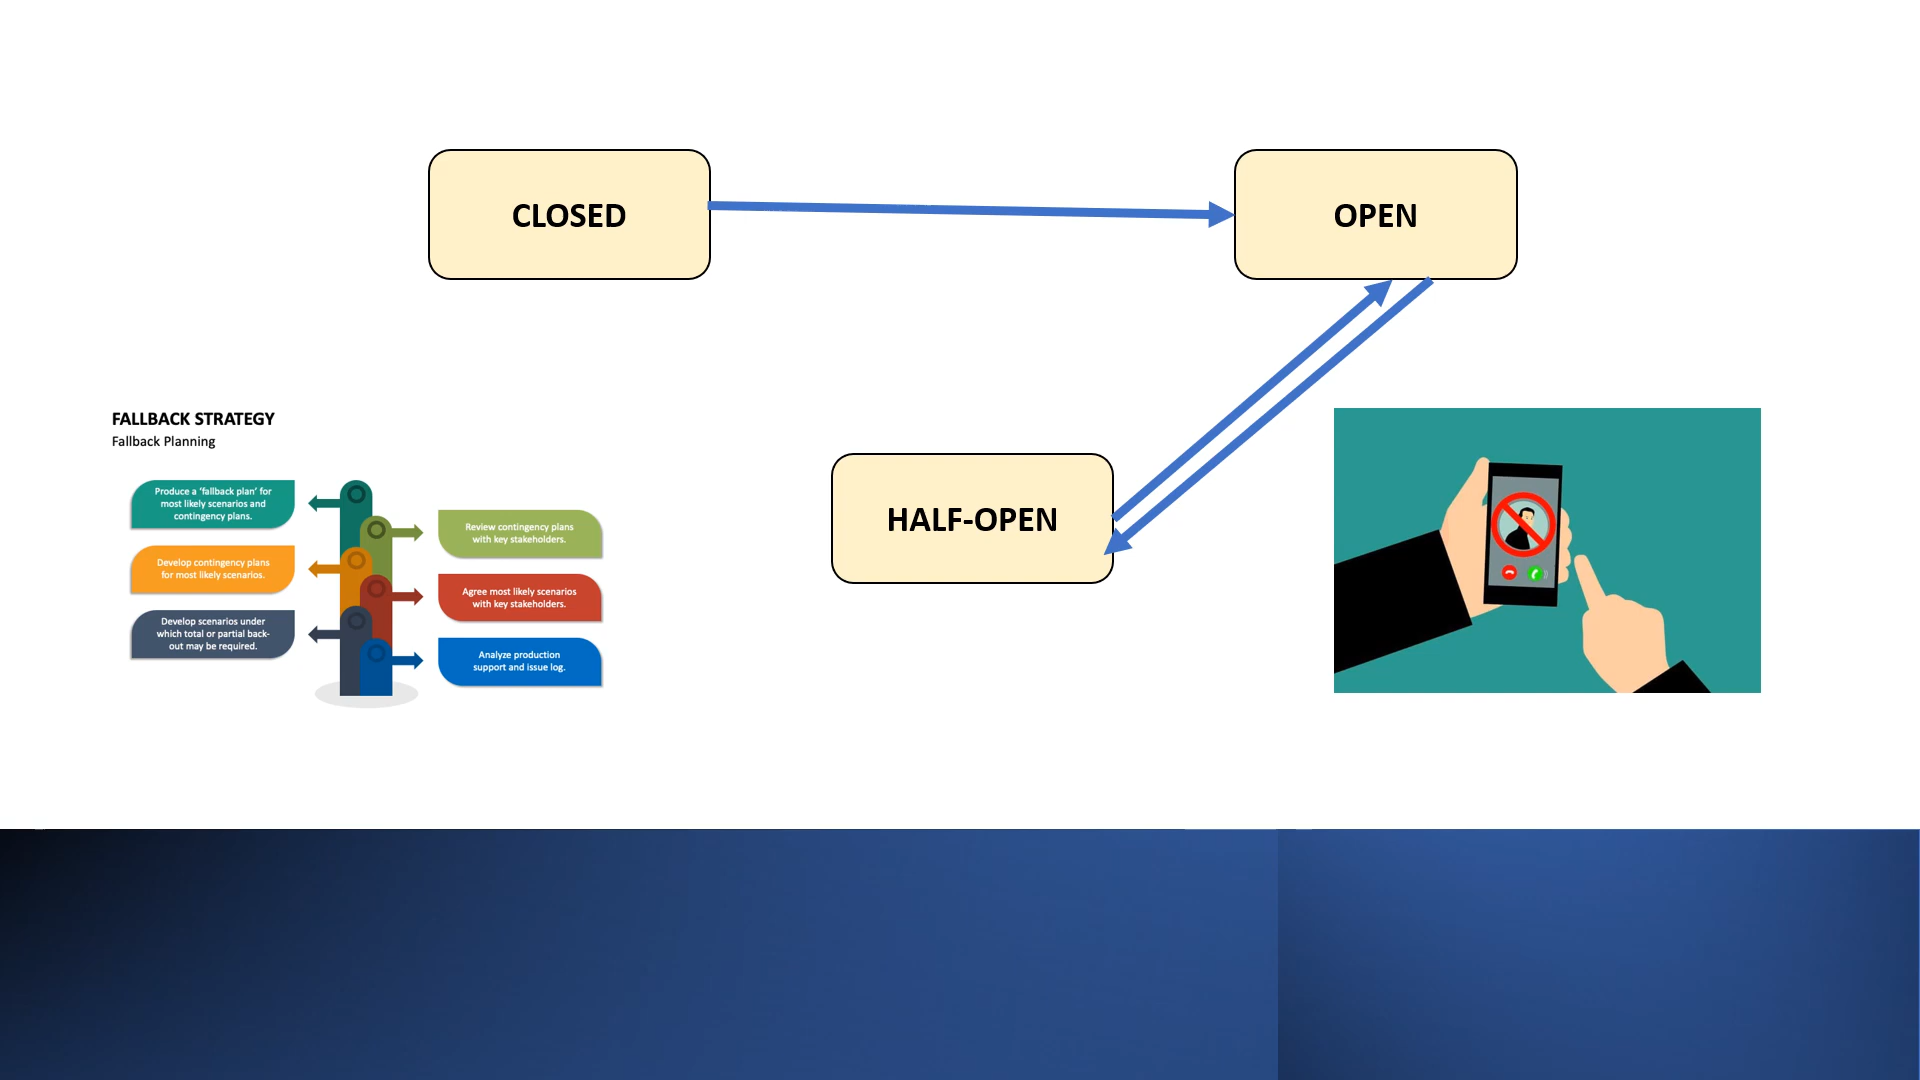 CLOSED
OPEN
HALF-OPEN
FALLBACK STRATEGY
Fallback Planning
Produce a ‘fallback plan’ for
most likely scenarios and
contingency plans.
Review contingency plans
with key stakeholders.
Develop contingency plans
for most likely scenarios.
Agree most likely scenarios
with key stakeholders.
Develop scenarios under
which total or partial back-
out may be required.
Analyze production
support and issue log.